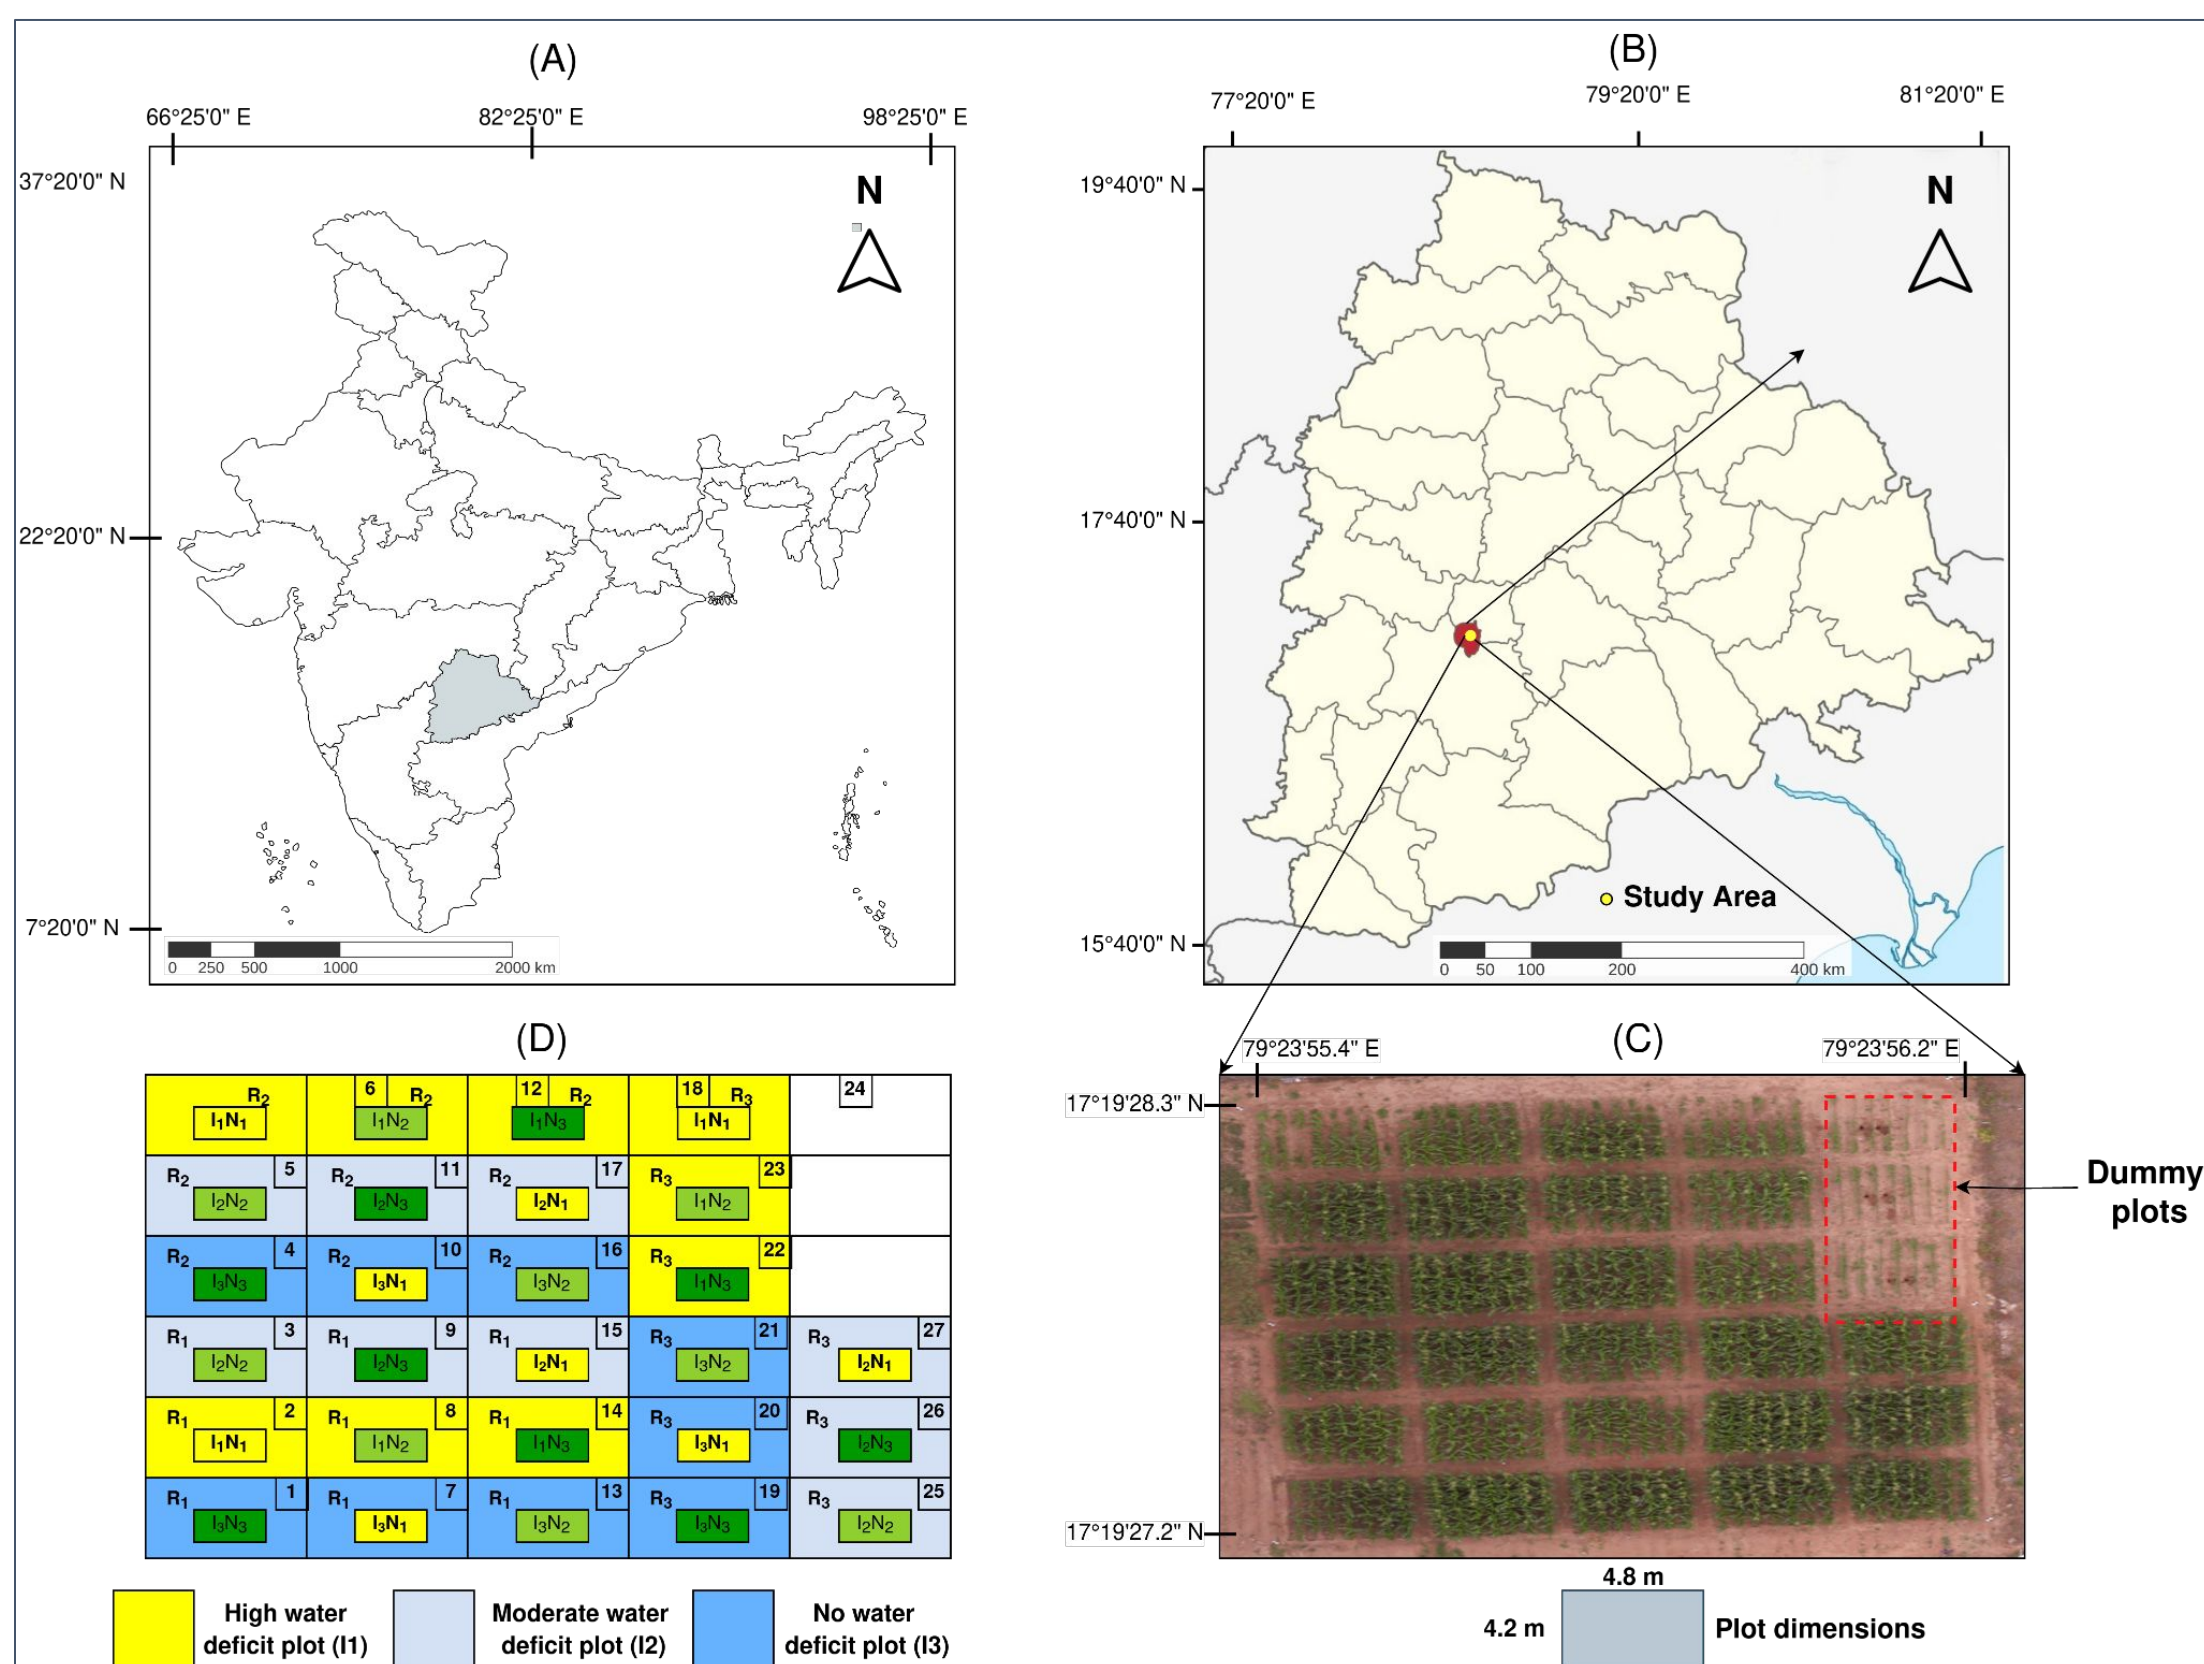 (A)
66°25'0" E 82°25'0" E 98°25'0" E
37°20'0" N
22°20'0" N
7°20'0" N
N
0 250 500 1000 2000 km
(B)
77°20'0" E 79°20'0" E 81°20'0" E
19°40'0" N
17°40'0" N
15°40'0" N
N
Study Area
0 50 100 200 400 km
(D)
R2 I1N1
6 R2 I1N2
12 R2 I1N3
18 R3 I1N1
24
R2 5 I2N2
R2 11 I2N3
R2 17 I2N1
R3 23 I1N2
R2 4 I3N3
R2 10 I3N1
R2 16 I3N2
R3 22 I1N3
R1 3 I2N2
R1 9 I2N3
R1 15 I2N1
R3 21 I3N2
R3 27 I2N1
R1 2 I1N1
R1 8 I1N2
R1 14 I1N3
R3 20 I3N1
R3 26 I2N3
R1 1 I3N3
R1 7 I3N1
R1 13 I3N2
R3 19 I3N3
R3 25 I2N2
High water
deficit plot (I1)
Moderate water
deficit plot (I2)
No water
deficit plot (I3)
(C)
79°23'55.4" E 79°23'56.2" E
17°19'28.3" N
17°19'27.2" N
Dummy
plots
4.8 m
4.2 m
Plot dimensions